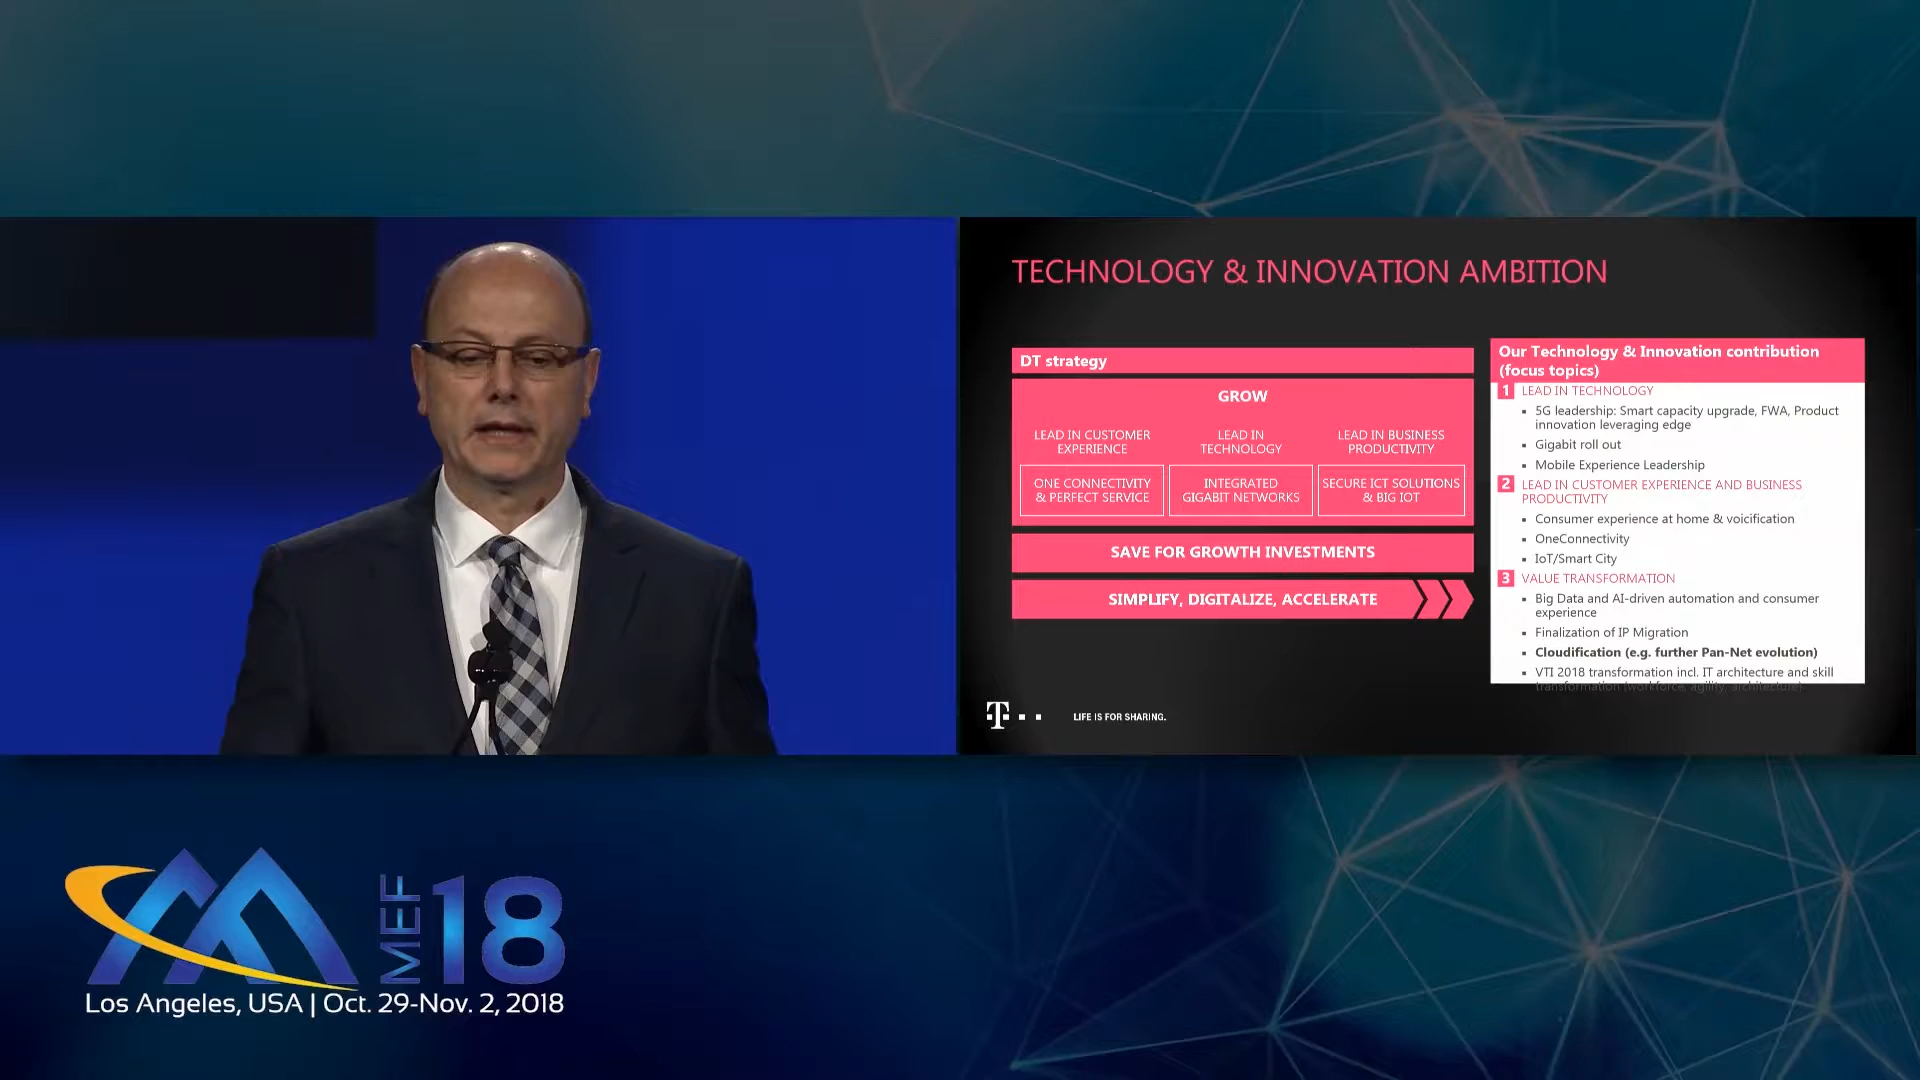 TECHNOLOGY & INNOVATION AMBITION
DT strategy
GROW
LEAD IN CUSTOMER
EXPERIENCE
LEAD IN
TECHNOLOGY
LEAD IN BUSINESS
PRODUCTIVITY
ONE CONNECTIVITY
& PERFECT SERVICE
INTEGRATED
GIGABIT NETWORKS
SECURE ICT SOLUTIONS
& BIG IOT
SAVE FOR GROWTH INVESTMENTS
SIMPLIFY, DIGITALIZE, ACCELERATE
Our Technology & Innovation contribution
(focus topics)
1 LEAD IN TECHNOLOGY
▪ 5G leadership: Smart capacity upgrade, FWA, Product
innovation leveraging edge
▪ Gigabit roll out
▪ Mobile Experience Leadership
2 LEAD IN CUSTOMER EXPERIENCE AND BUSINESS
PRODUCTIVITY
▪ Consumer experience at home & voicification
▪ OneConnectivity
▪ IoT/Smart City
3 VALUE TRANSFORMATION
▪ Big Data and AI-driven automation and consumer
experience
▪ Finalization of IP Migration
▪ Cloudification (e.g. further Pan-Net evolution)
▪ VTI 2018 transformation incl. IT architecture and skill
transformation (workforce, agility, architecture)
T
LIFE IS FOR SHARING.
MEF 18
Los Angeles, USA | Oct. 29-Nov. 2, 2018